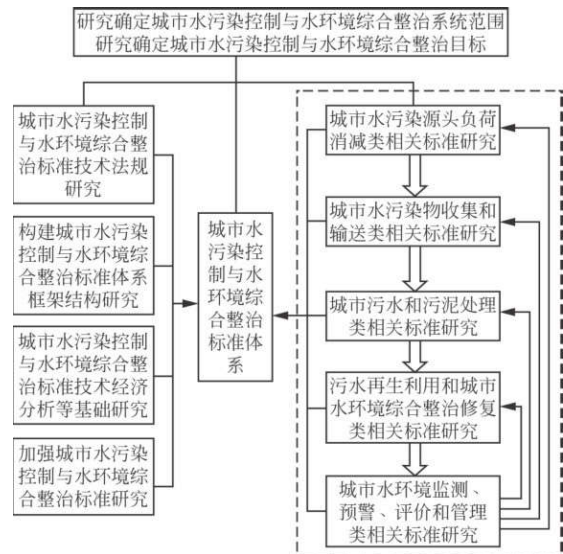 研究确定城市水污染控制与水环境综合整治系统范围
研究确定城市水污染控制与水环境综合整治目标
城市水污染控制
与水环境综合整
治标准技术法规
研究
构建城市水污染
控制与水环境综
合整治标准体系
框架结构研究
城市水污染控制
与水环境综合整
治标准技术经济
分析等基础研究
加强城市水污染
控制与水环境综
合整治标准研究
城市水
污染控
制与水
环境综
合整治
标准体
系
城市水污染源头负荷
消减类相关标准研究
城市水污染物收集和
输送类相关标准研究
城市污水和污泥处理
类相关标准研究
污水再生利用和城市
水环境综合整治修复
类相关标准研究
城市水环境监测、
预警、评价和管理
类相关标准研究